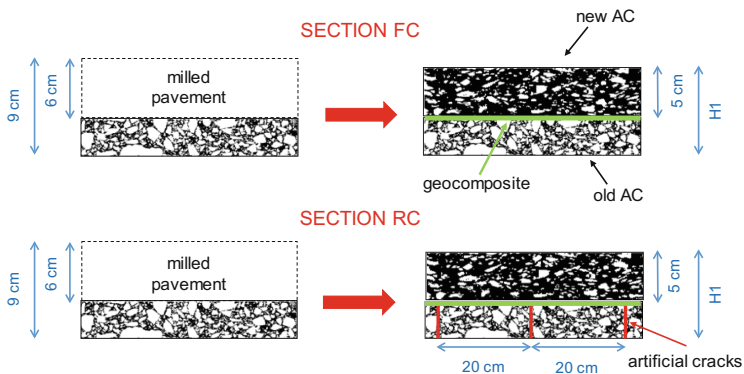 SECTION FC
new AC
9 cm
6 cm
milled
pavement
5 cm
H1
geocomposite
old AC
SECTION RC
9 cm
6 cm
milled
pavement
5 cm
H1
20 cm
20 cm
artificial cracks